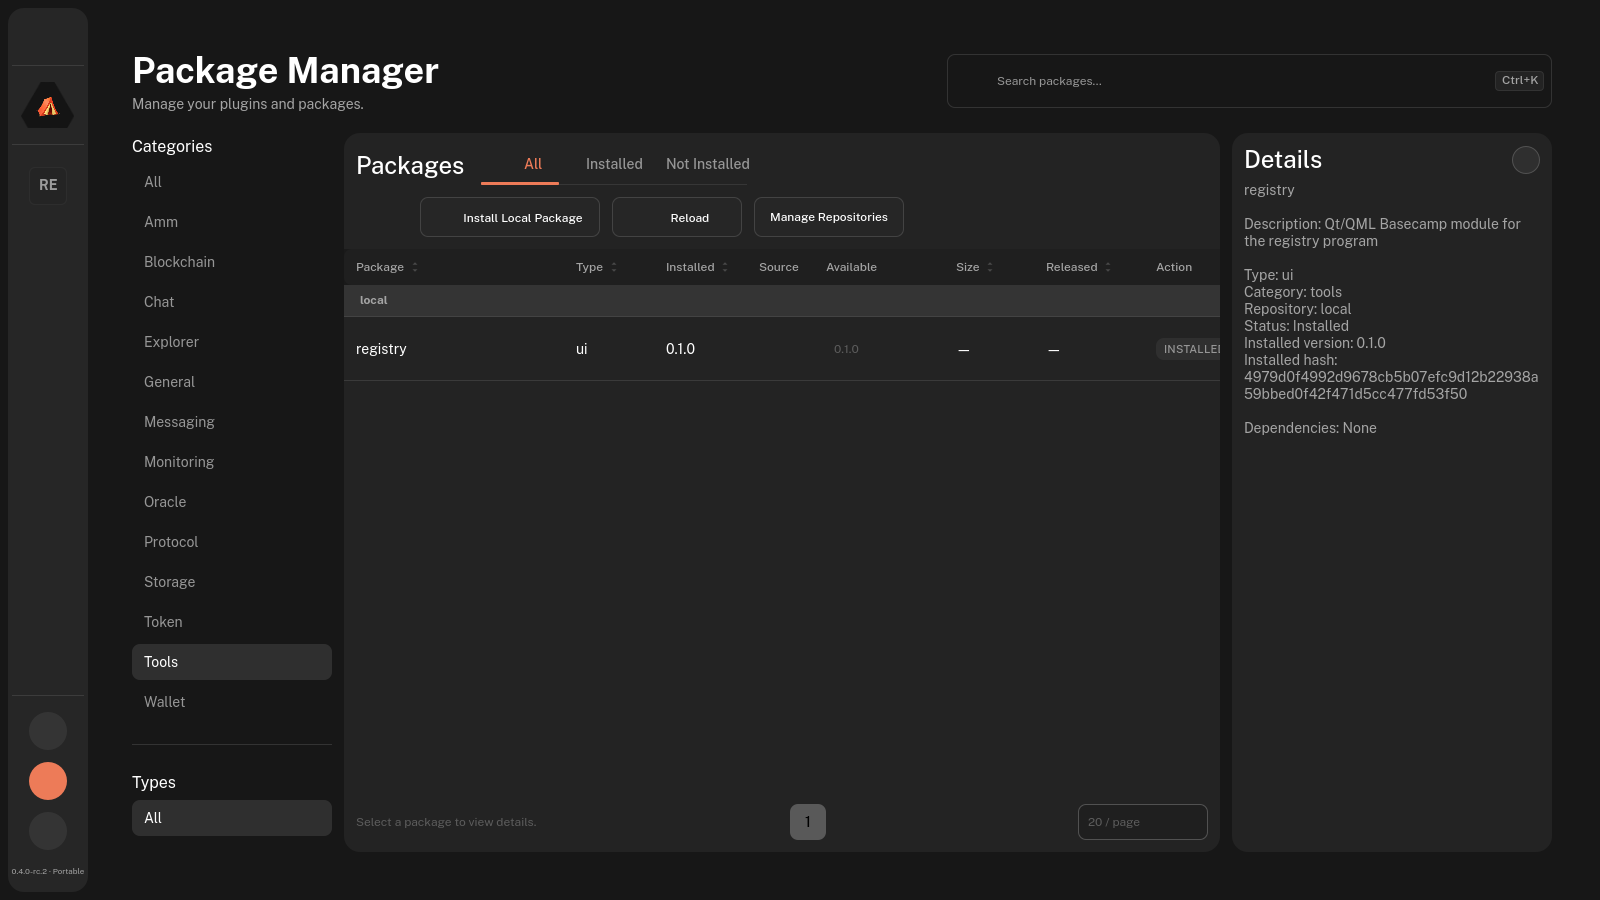 Package Manager
Manage your plugins and packages.
Search packages...
Ctrl+K
RE
Categories
All
Amm
Blockchain
Chat
Explorer
General
Messaging
Monitoring
Oracle
Protocol
Storage
Token
Tools
Wallet
Types
All
0.4.0-rc.2 · Portable
Packages
All
Installed
Not Installed
Install Local Package
Reload
Manage Repositories
Package
Type
Installed
Source
Available
Size
Released
Action
local
registry
ui
0.1.0
0.1.0
—
—
INSTALLED
Select a package to view details.
1
20 / page
Details
registry
Description: Qt/QML Basecamp module for
the registry program
Type: ui
Category: tools
Repository: local
Status: Installed
Installed version: 0.1.0
Installed hash:
4979d0f4992d9678cb5b07efc9d12b22938a
59bbed0f42f471d5cc477fd53f50
Dependencies: None